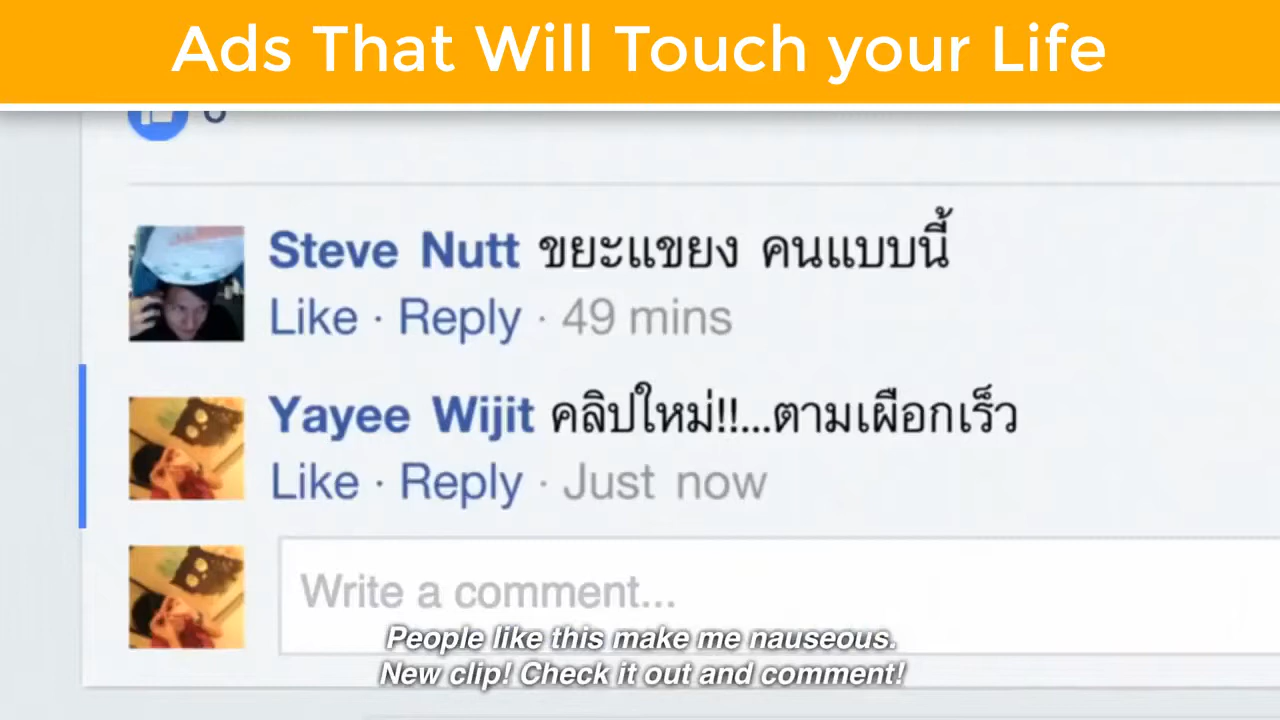 Ads That Will Touch your Life
Steve Nutt ขยะแขยง คนแบบนี้
Like · Reply · 49 mins
Yayee Wijit คลิปใหม่!!...ตามเผือกเร็ว
Like · Reply · Just now
Write a comment...
People like this make me nauseous.
New clip! Check it out and comment!